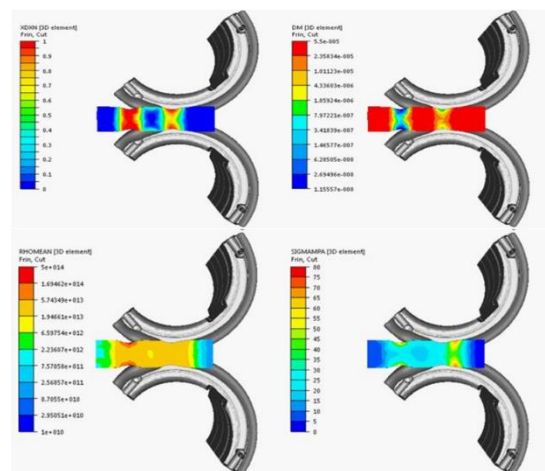 XDRN [3D element]
Frin, Cut
1
0.9
0.8
0.7
0.6
0.5
0.4
0.3
0.2
0.1
0
DM [3D element]
Frin, Cut
5.5e-005
2.35034e-005
1.01123e-005
4.33603e-006
1.85924e-006
7.97221e-007
3.41839e-007
1.46577e-007
6.28505e-008
2.69496e-008
1.15557e-008
RHOMEAN [3D element]
Frin, Cut
5e+014
1.69462e+014
5.74349e+013
1.94661e+013
6.59754e+012
2.23607e+012
7.57858e+011
2.56857e+011
8.7055e+010
2.95051e+010
1e+010
SIGMAMPA [3D element]
Frin, Cut
80
75
70
65
60
55
50
45
40
35
30
25
20
15
10
5
0